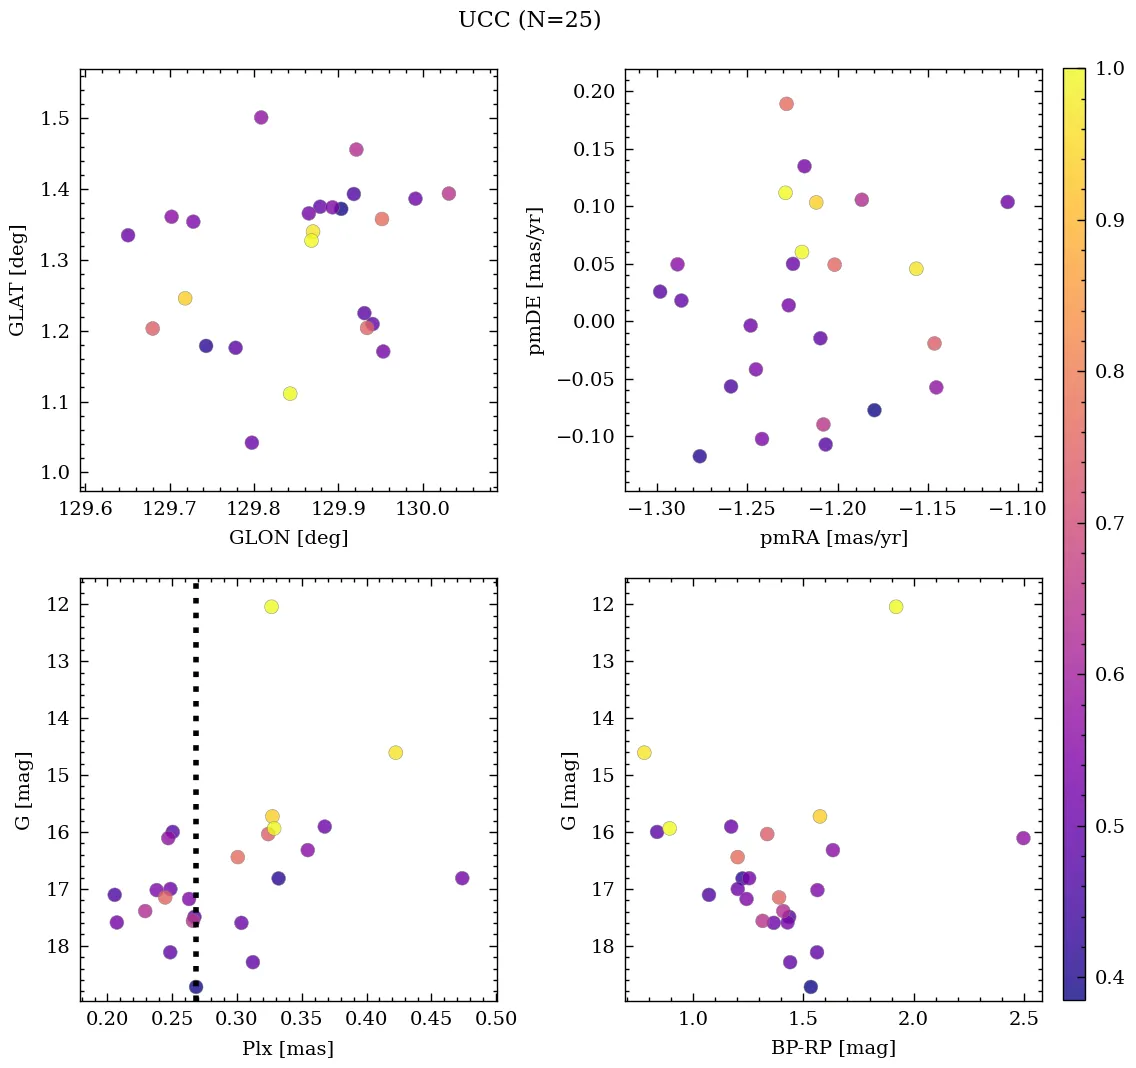 UCC (N=25)
1.5
1.4
1.3
1.2
1.1
1.0
GLAT [deg]
129.6 129.7 129.8 129.9 130.0
GLON [deg]
0.20
0.15
0.10
0.05
0.00
−0.05
−0.10
pmDE [mas/yr]
−1.30 −1.25 −1.20 −1.15 −1.10
pmRA [mas/yr]
12
13
14
15
16
17
18
G [mag]
0.20 0.25 0.30 0.35 0.40 0.45 0.50
Plx [mas]
12
13
14
15
16
17
18
G [mag]
1.0 1.5 2.0 2.5
BP-RP [mag]
1.0
0.9
0.8
0.7
0.6
0.5
0.4